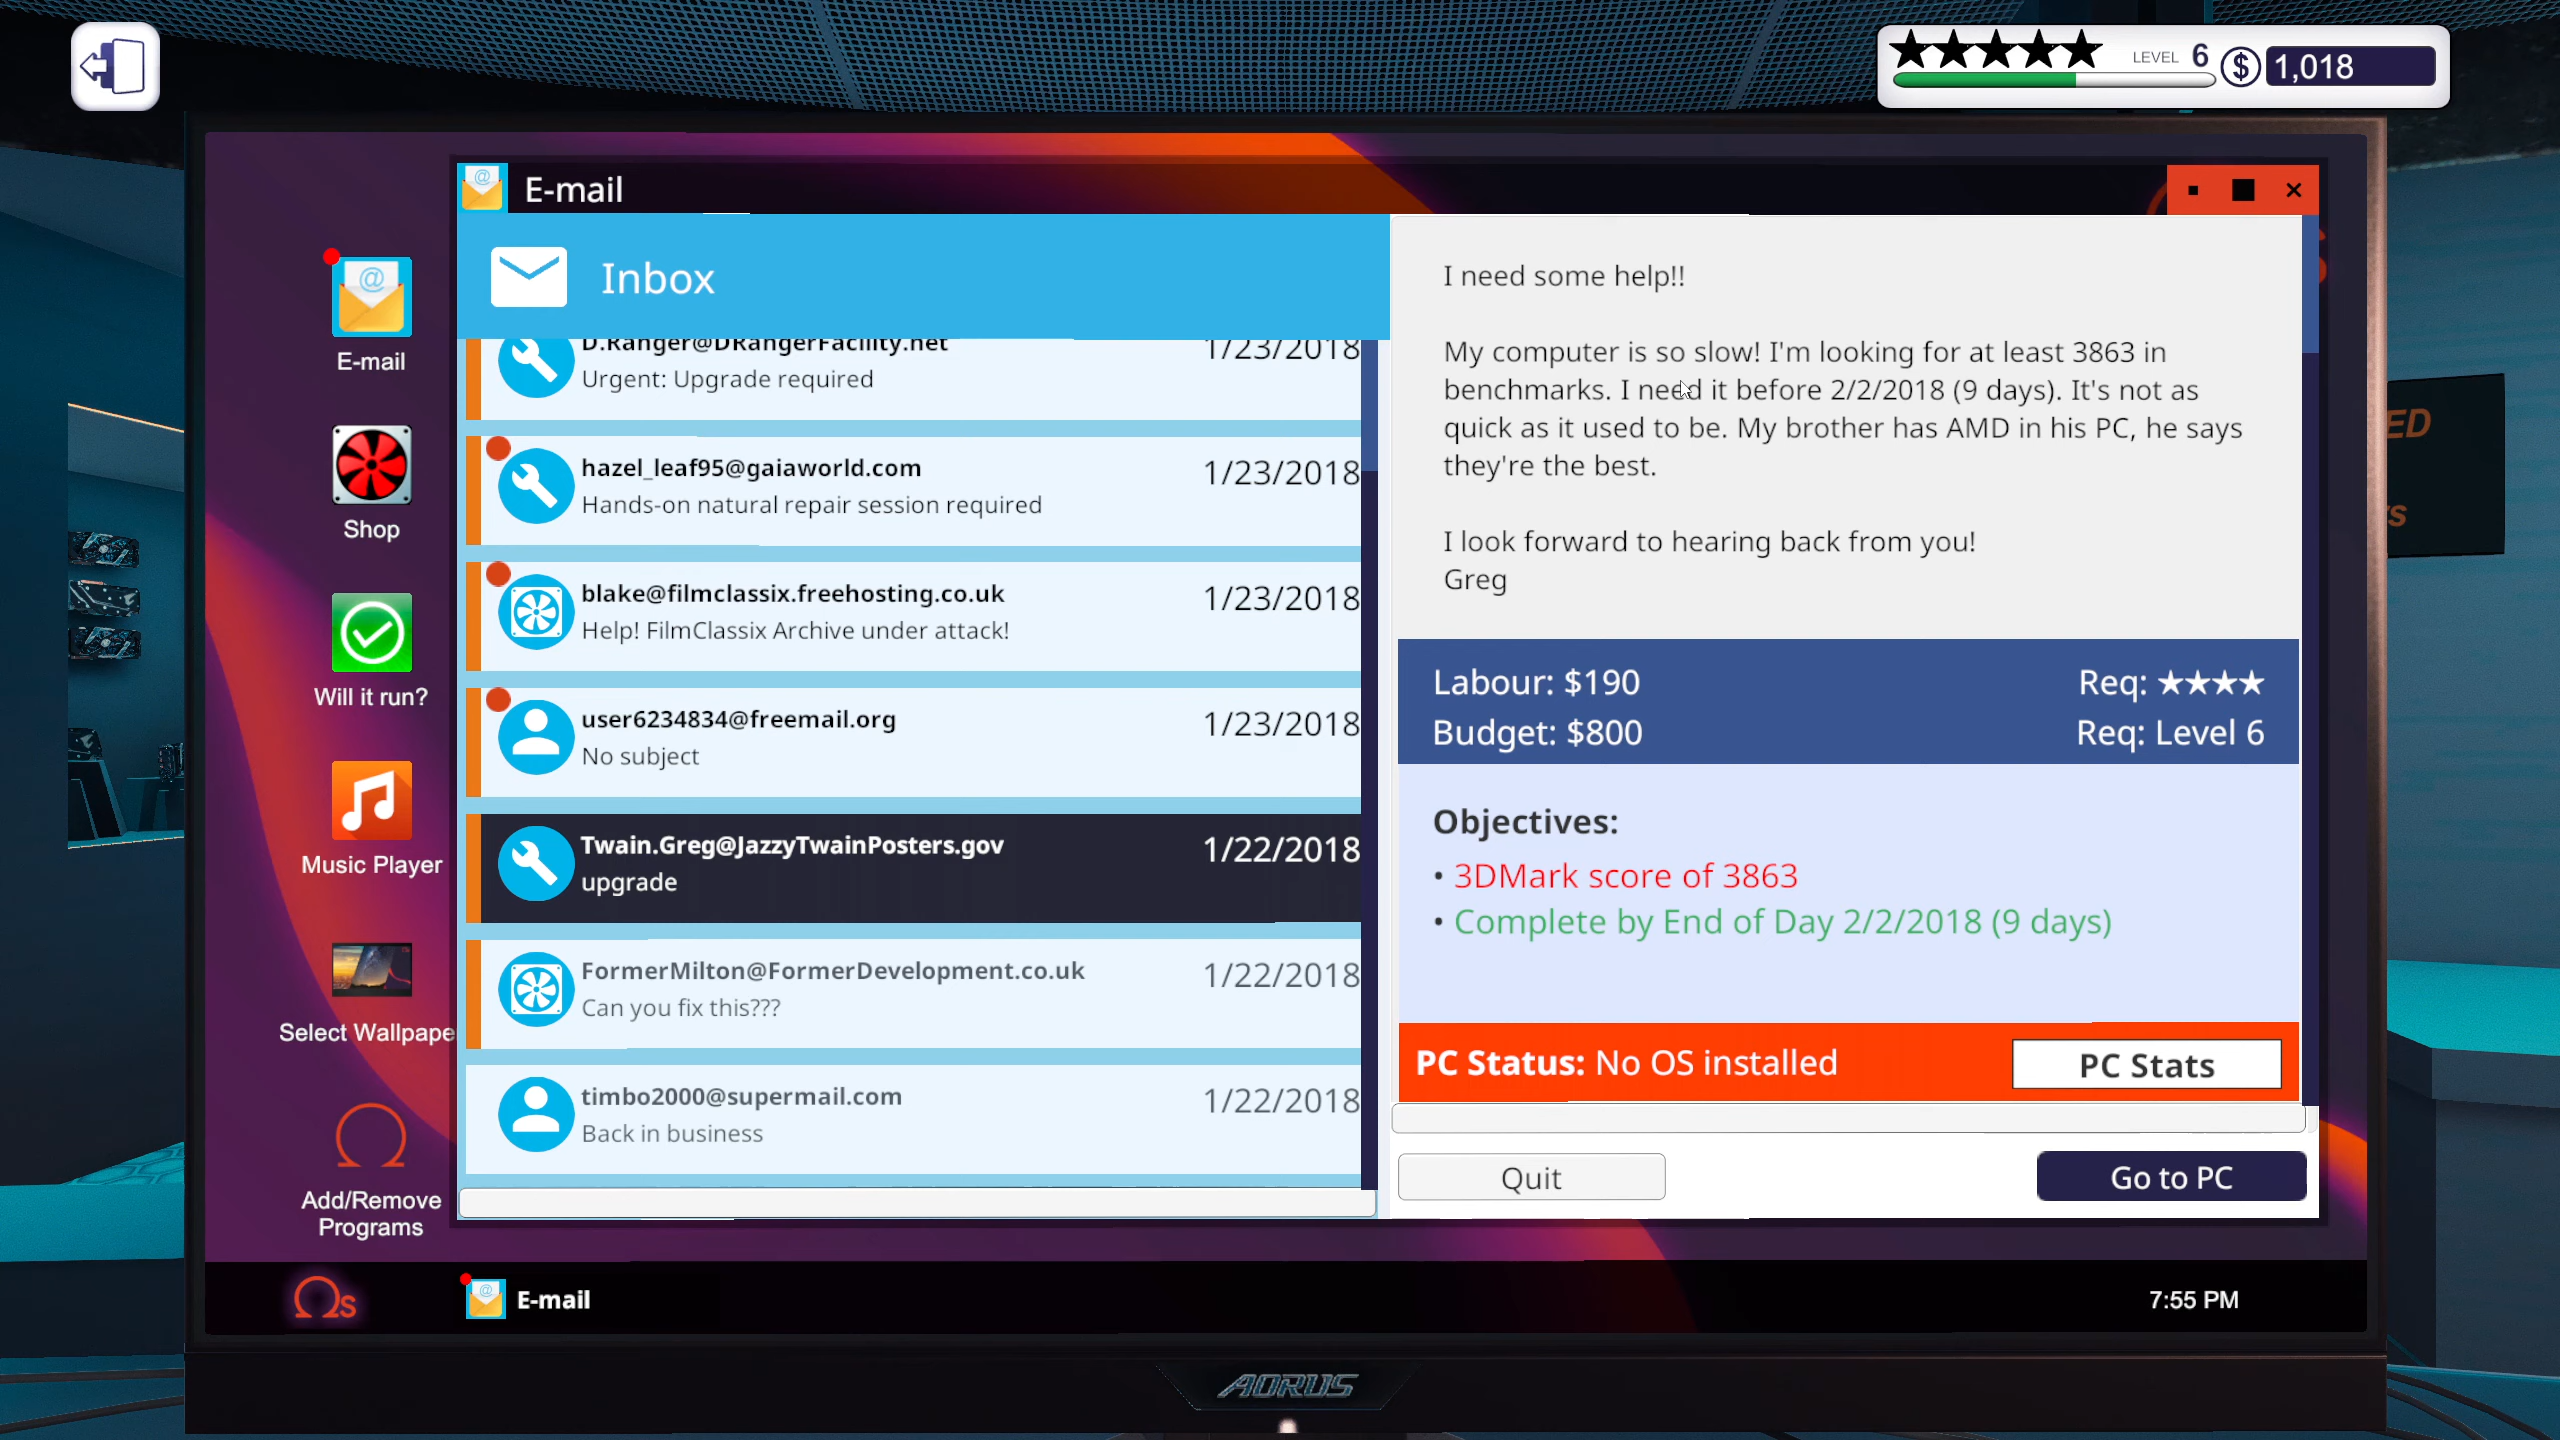 LEVEL 6
1,018
E-mail
Inbox
D.Ranger@DRangerFacility.net
1/23/2018
Urgent: Upgrade required
hazel_leaf95@gaiaworld.com
1/23/2018
Hands-on natural repair session required
blake@filmclassix.freehosting.co.uk
1/23/2018
Help! FilmClassix Archive under attack!
user6234834@freemail.org
1/23/2018
No subject
Twain.Greg@JazzyTwainPosters.gov
1/22/2018
upgrade
FormerMilton@FormerDevelopment.co.uk
1/22/2018
Can you fix this???
timbo2000@supermail.com
1/22/2018
Back in business
I need some help!!
My computer is so slow! I'm looking for at least 3863 in
benchmarks. I need it before 2/2/2018 (9 days). It's not as
quick as it used to be. My brother has AMD in his PC, he says
they're the best.
I look forward to hearing back from you!
Greg
Labour: $190
Req: ★★★★
Budget: $800
Req: Level 6
Objectives:
• 3DMark score of 3863
• Complete by End of Day 2/2/2018 (9 days)
PC Status: No OS installed
PC Stats
Quit
Go to PC
E-mail
Shop
Will it run?
Music Player
Select Wallpape
Add/Remove
Programs
Ωs
E-mail
7:55 PM
AORUS